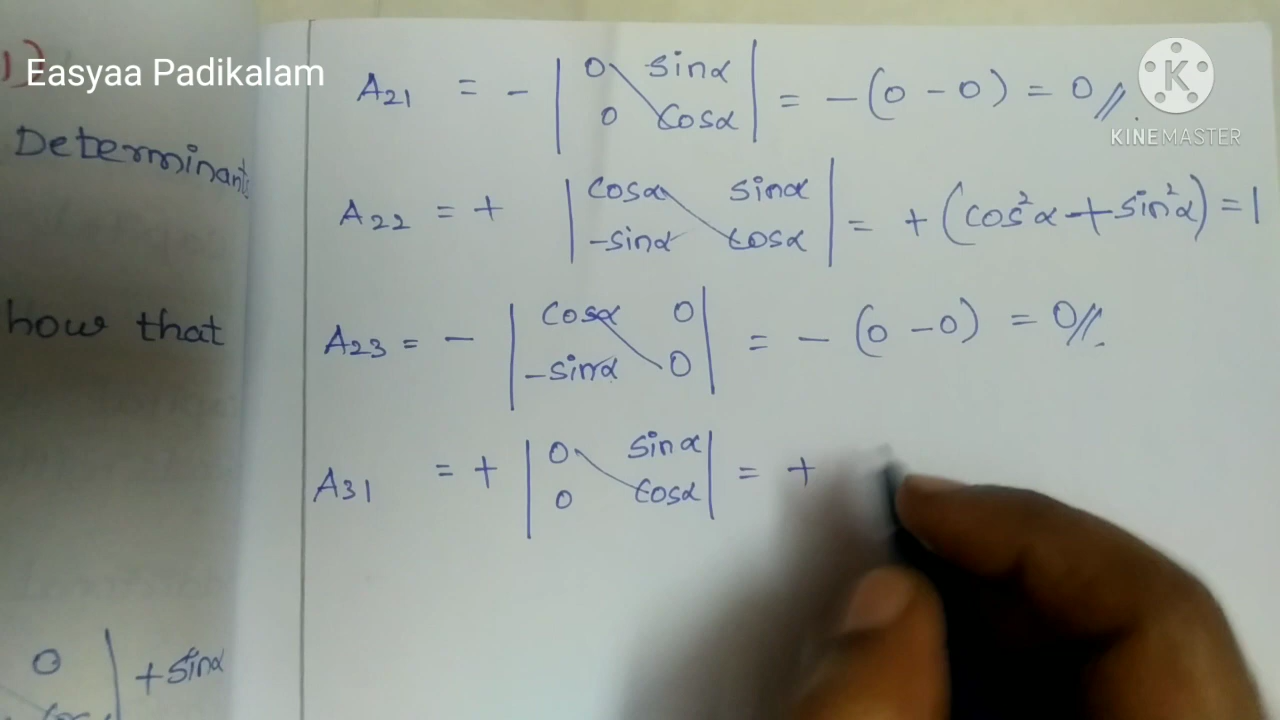 1)
Easyaa Padikalam
KINEMASTER
Determinant
how that
0 | + sinα
A21 = - | 0 sinα | = - (0 - 0) = 0 //.
| 0 cosα |
A22 = + | cosα sinα | = + (cos²α + sin²α) = 1
| -sinα cosα |
A23 = - | cosα 0 | = - (0 - 0) = 0 //.
| -sinα 0 |
A31 = + | 0 sinα | = +
| 0 cosα |